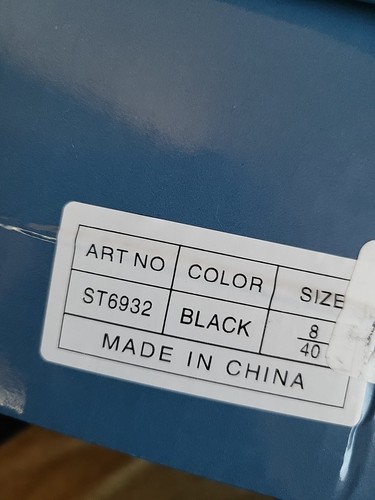 ART NO COLOR SIZE
ST6932 BLACK 8
40
MADE IN CHINA